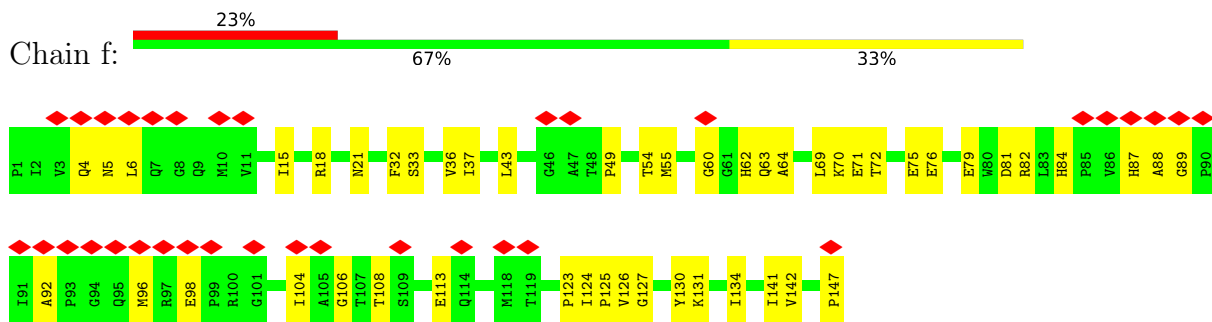 23%
Chain f:
67% 33%
P1 I2 V3 Q4 N5 L6 Q7 G8 Q9 M10 V11 I15 R18 N21 F32 S33 V36 I37 L43 G46 A47 T48 P49 T54 M55 G60 G61 H62 Q63 A64 L69 K70 E71 T72 E75 E76 E79 W80 D81 R82 L83 H84 P85 V86 H87 A88 G89 P90
I91 A92 P93 G94 Q95 M96 R97 E98 P99 R100 G101 I104 A105 G106 T107 T108 S109 E113 Q114 M118 T119 P123 I124 P125 V126 G127 Y130 K131 I134 I141 V142 P147